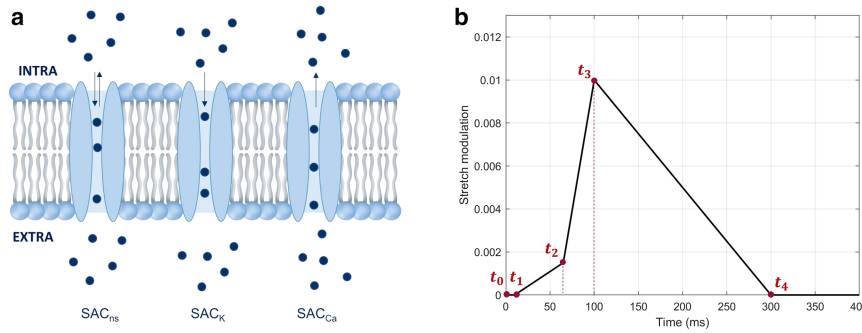 a
INTRA
EXTRA
SAC_ns SAC_K SAC_Ca
b
Stretch modulation
0.012
0.01
0.008
0.006
0.004
0.002
0
t_0 t_1 t_2 t_3 t_4
0 50 100 150 200 250 300 350 40
Time (ms)